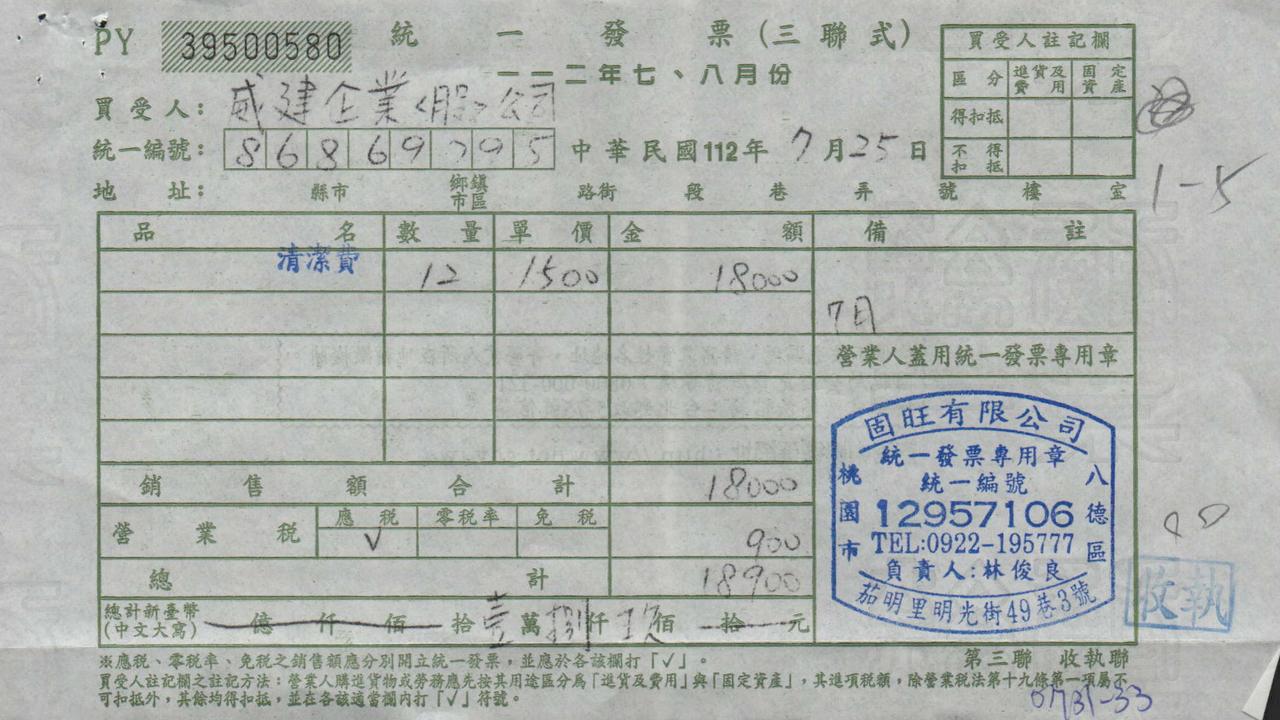 PY 39500580 統一發票(三聯式)
一一二年七、八月份
買受人註記欄
區分 進貨及費用 固定資產
得扣抵
不得扣抵
買受人: 威建企業<股>公司
統一編號: 86869795 中華民國112年7月25日
地址: 縣市 鄉鎮市區 路街 段 巷 弄 號 樓 室
1-5
品名 數量 單價 金額 備註
清潔費 12 1500 18000
7月
營業人蓋用統一發票專用章
固旺有限公司
統一發票專用章
統一編號
12957106
TEL:0922-195777
負責人:林俊良
桃園市 八德區
茄明里明光街49巷3號
銷售額合計 18000
營業稅 應稅 零稅率 免稅
√ 900
總計 18900
總計新臺幣(中文大寫) 億仟佰拾壹萬捌仟玖佰拾元
收執
※應稅、零稅率、免稅之銷售額應分別開立統一發票,並應於各該欄打「√」。
第三聯 收執聯
買受人註記欄之註記方法:營業人購進貨物或勞務應先按其用途區分為「進貨及費用」與「固定資產」,其進項稅額,除營業稅法第十九條第一項屬不
可扣抵外,其餘均得扣抵,並在各該適當欄內打「√」符號。
0731-33